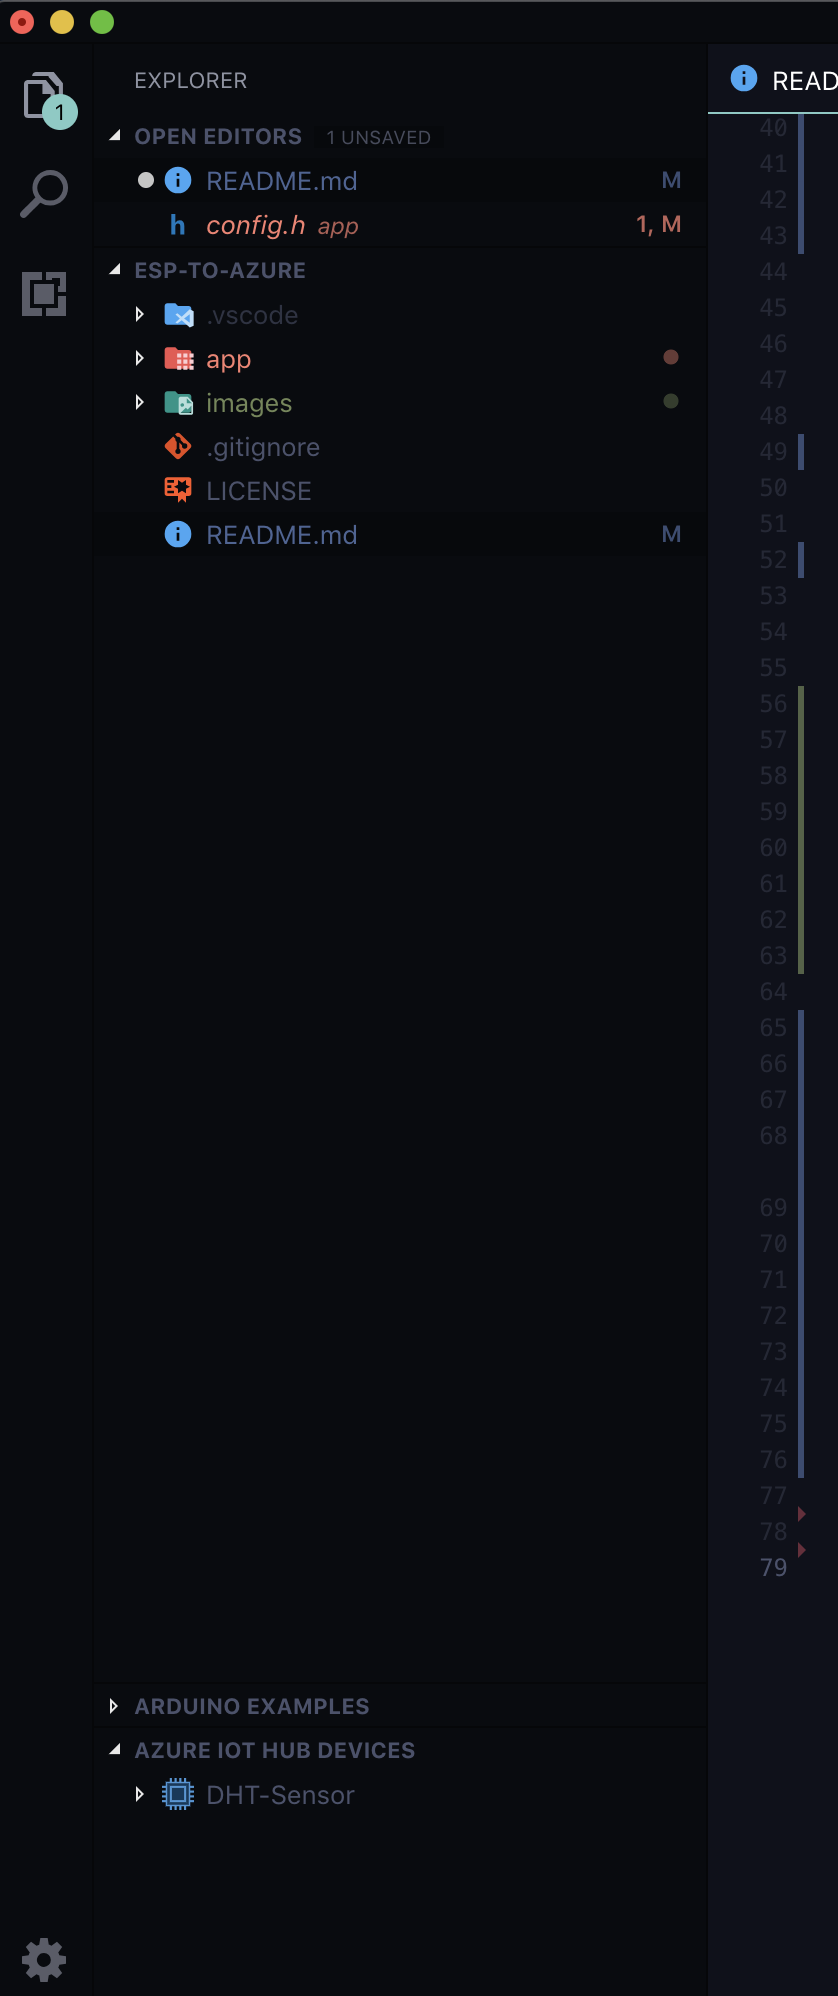 1
EXPLORER
OPEN EDITORS 1 UNSAVED
README.md M
h config.h app 1, M
ESP-TO-AZURE
.vscode
app
images
.gitignore
LICENSE
README.md M
ARDUINO EXAMPLES
AZURE IOT HUB DEVICES
DHT-Sensor
READ
40
41
42
43
44
45
46
47
48
49
50
51
52
53
54
55
56
57
58
59
60
61
62
63
64
65
66
67
68
69
70
71
72
73
74
75
76
77
78
79